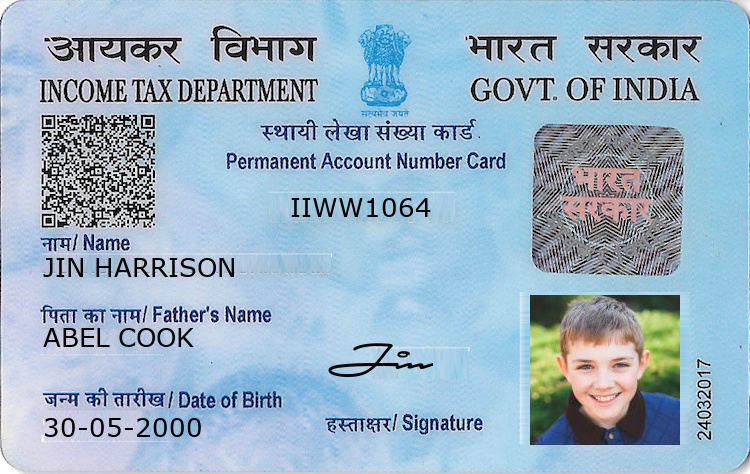 आयकर विभाग
INCOME TAX DEPARTMENT
भारत सरकार
GOVT. OF INDIA
सत्यमेव जयते
स्थायी लेखा संख्या कार्ड
Permanent Account Number Card
IIWW1064
भारत
सरकार
नाम/ Name
JIN HARRISON
पिता का नाम/ Father's Name
ABEL COOK
जन्म की तारीख/ Date of Birth
30-05-2000
Jin
हस्ताक्षर/ Signature
24032017